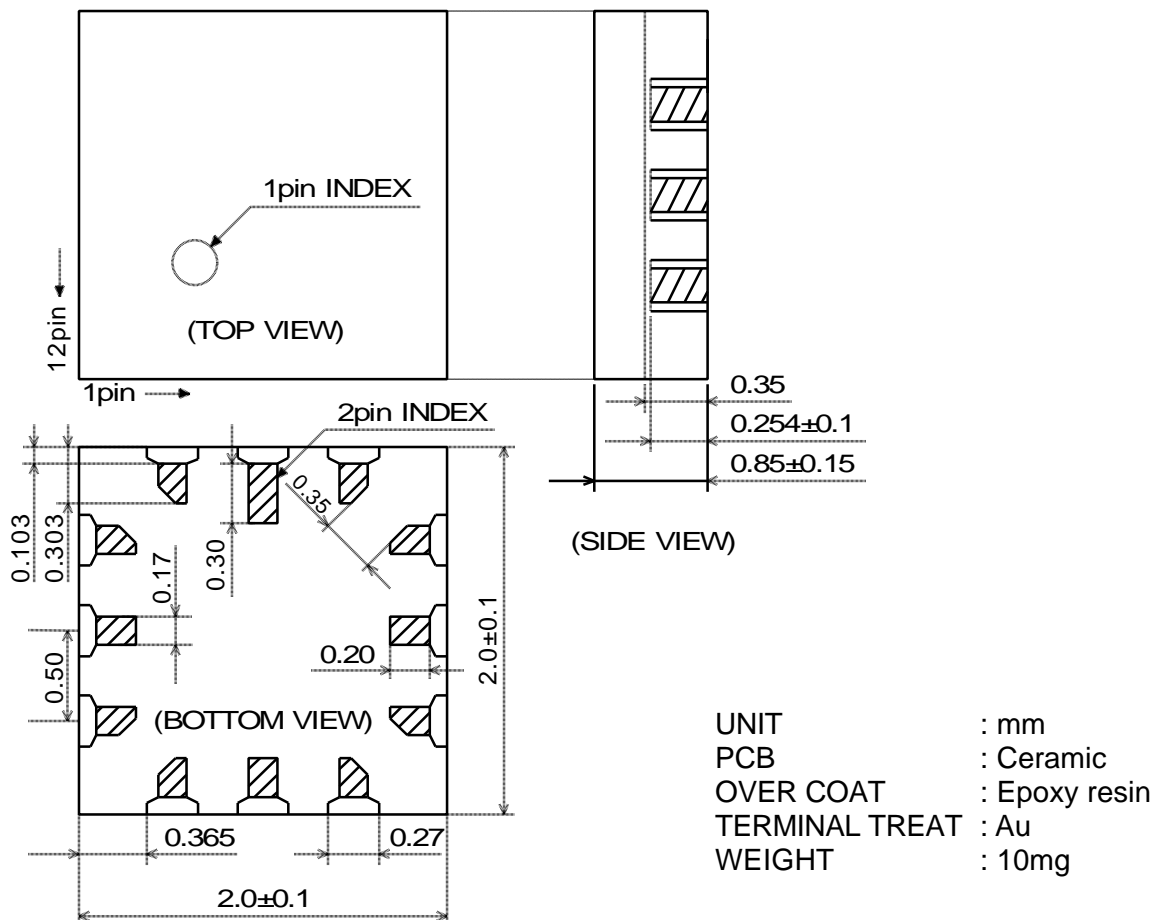 1pin INDEX
(TOP VIEW)
12pin
1pin
0.35
0.254±0.1
0.85±0.15
(SIDE VIEW)
2pin INDEX
0.103
0.303
0.30
0.35
0.17
0.50
0.20
2.0±0.1
(BOTTOM VIEW)
0.365
0.27
2.0±0.1
UNIT : mm
PCB : Ceramic
OVER COAT : Epoxy resin
TERMINAL TREAT : Au
WEIGHT : 10mg